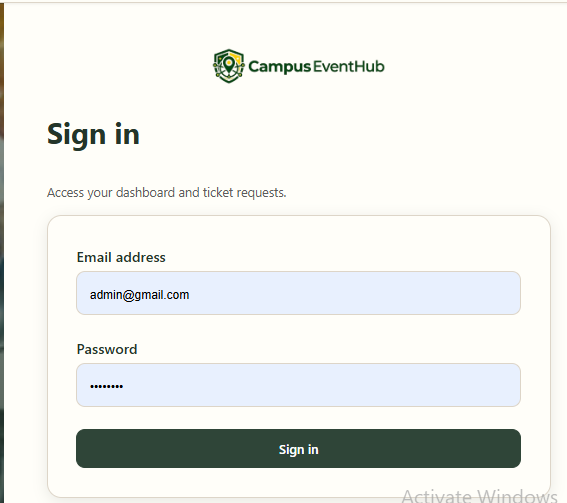 Campus EventHub
Sign in
Access your dashboard and ticket requests.
Email address
admin@gmail.com
Password
••••••••
Sign in
Activate Windows